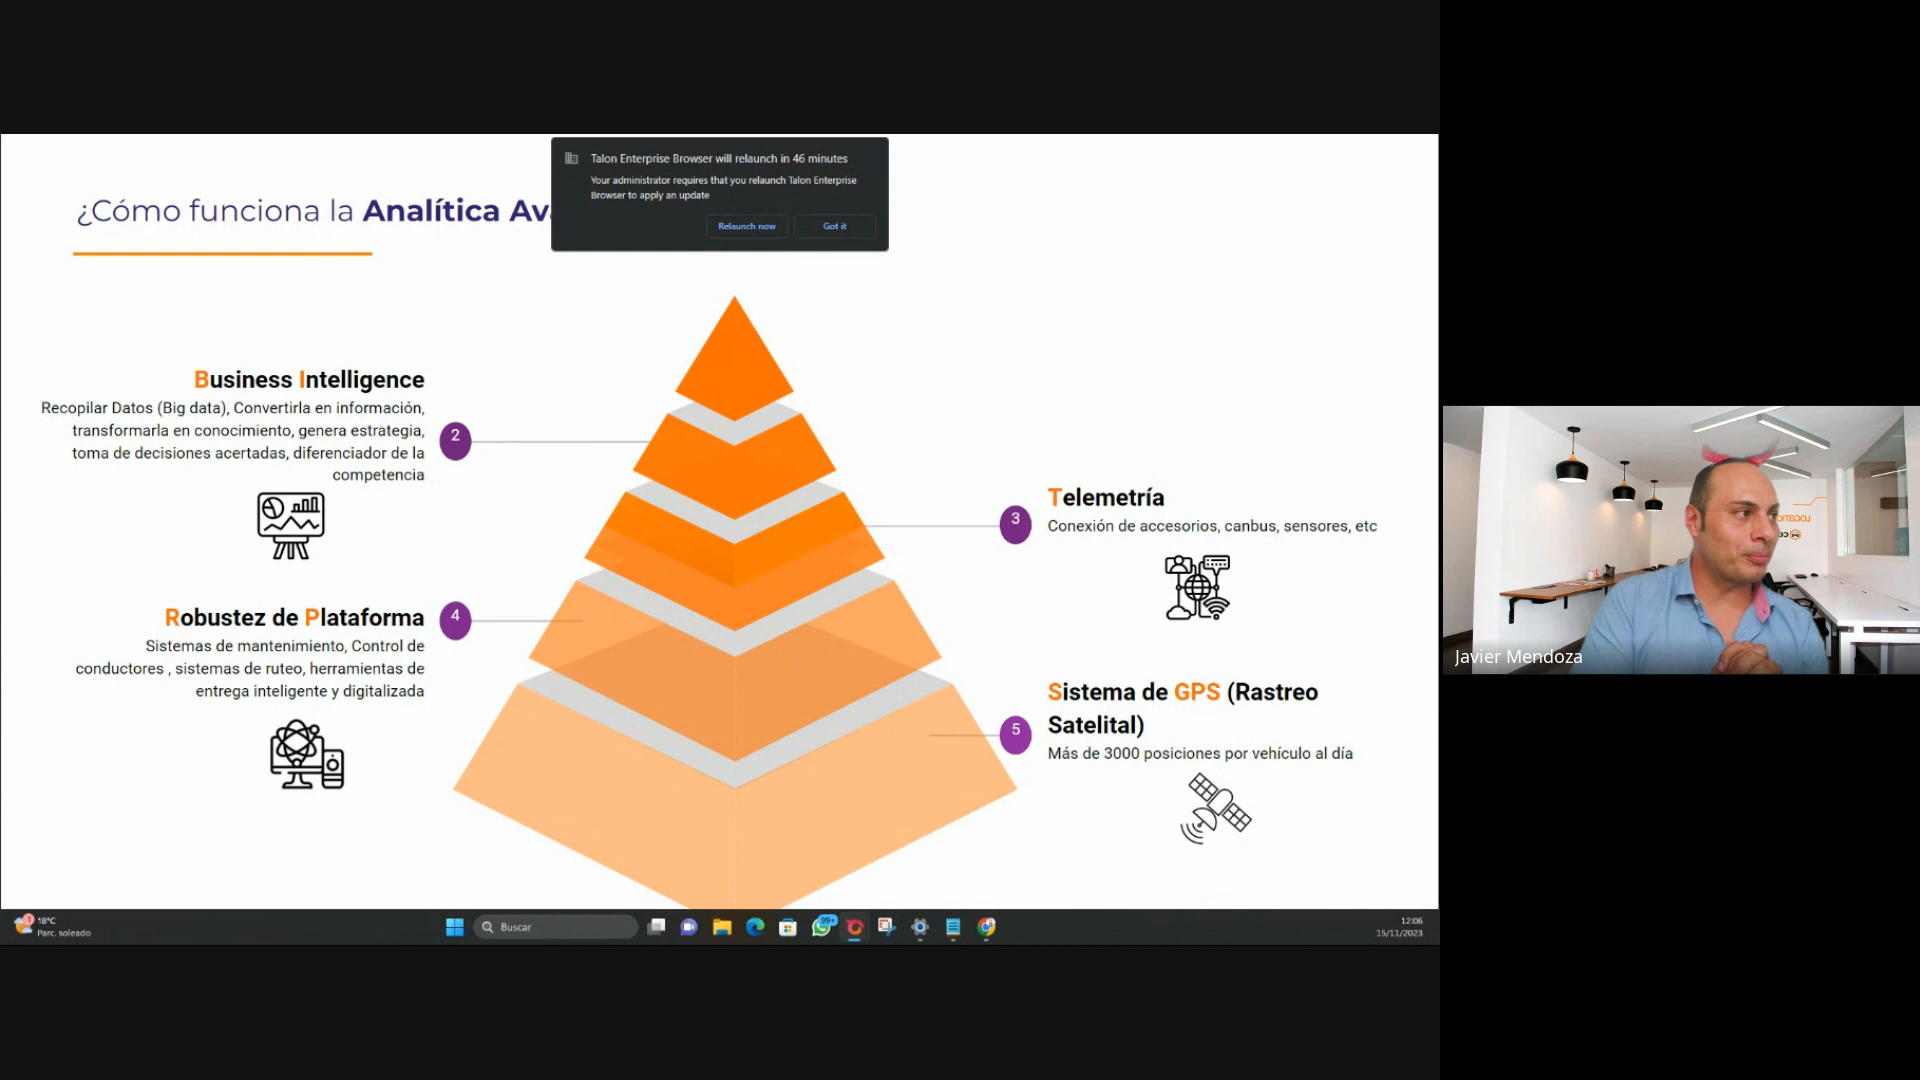 Talon Enterprise Browser will relaunch in 46 minutes
Your administrator requires that you relaunch Talon Enterprise
Browser to apply an update
Relaunch now
Got it
¿Cómo funciona la Analítica Av
Business Intelligence
Recopilar Datos (Big data), Convertirla en información,
transformarla en conocimiento, genera estrategia,
toma de decisiones acertadas, diferenciador de la
competencia
2
Telemetría
Conexión de accesorios, canbus, sensores, etc
3
Robustez de Plataforma
Sistemas de mantenimiento, Control de
conductores , sistemas de ruteo, herramientas de
entrega inteligente y digitalizada
4
Sistema de GPS (Rastreo
Satelital)
Más de 3000 posiciones por vehículo al día
5
Javier Mendoza
1
18°C
Parc. soleado
Buscar
99+
12:06
15/11/2023